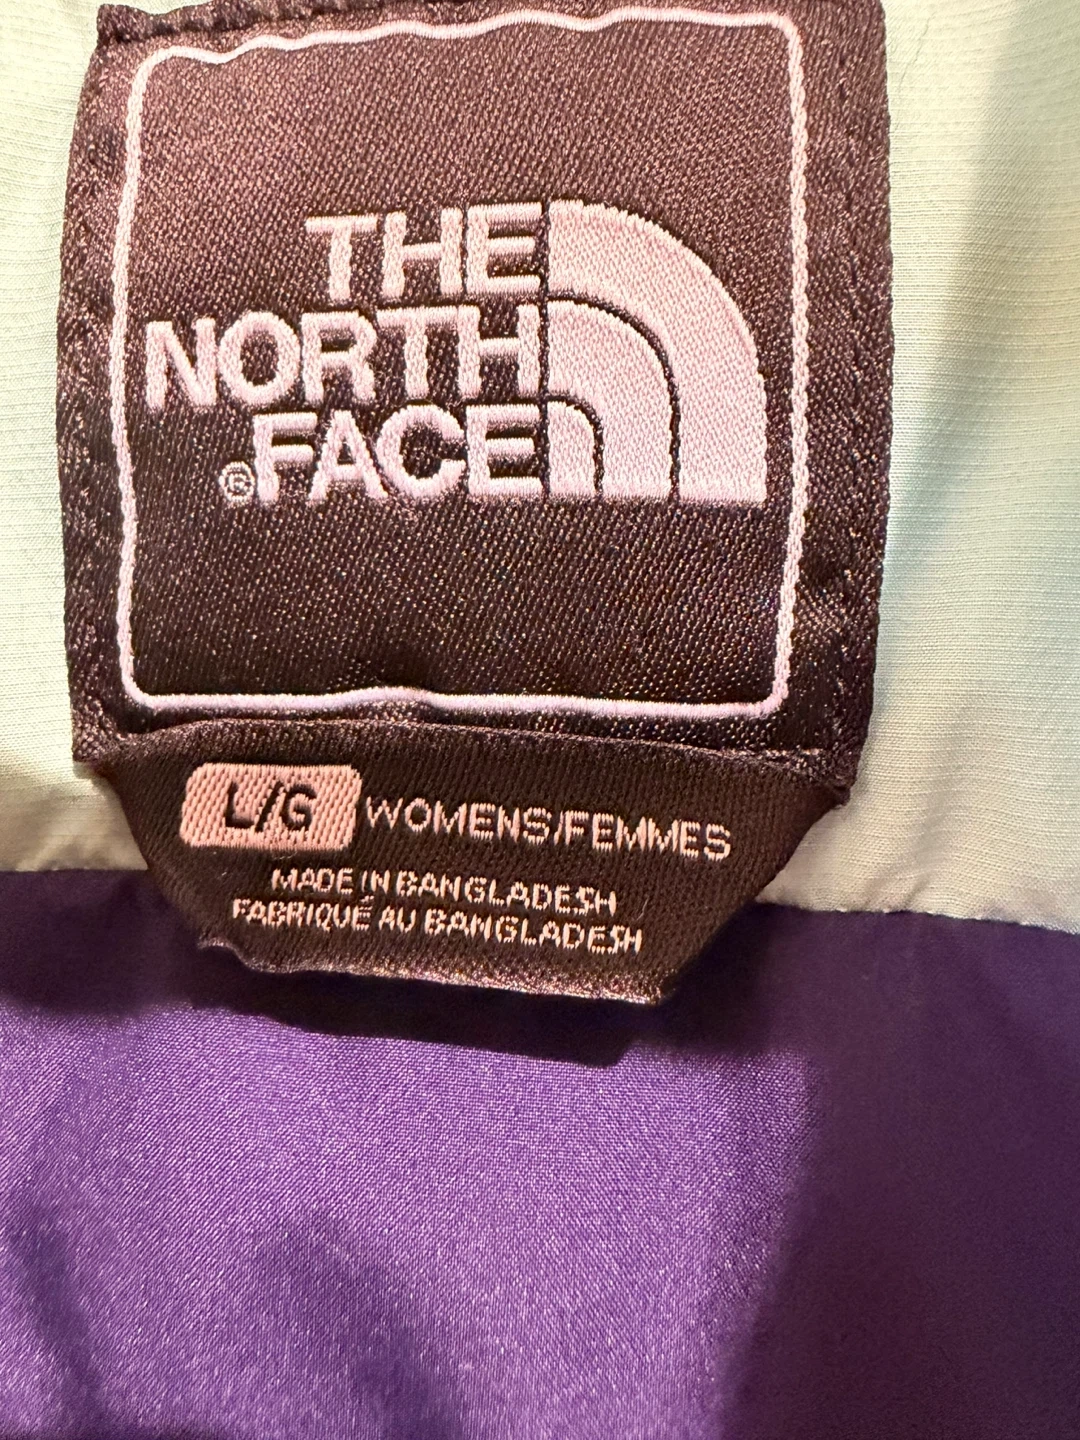 THE
NORTH
®FACE
L/G WOMENS/FEMMES
MADE IN BANGLADESH
FABRIQUÉ AU BANGLADESH